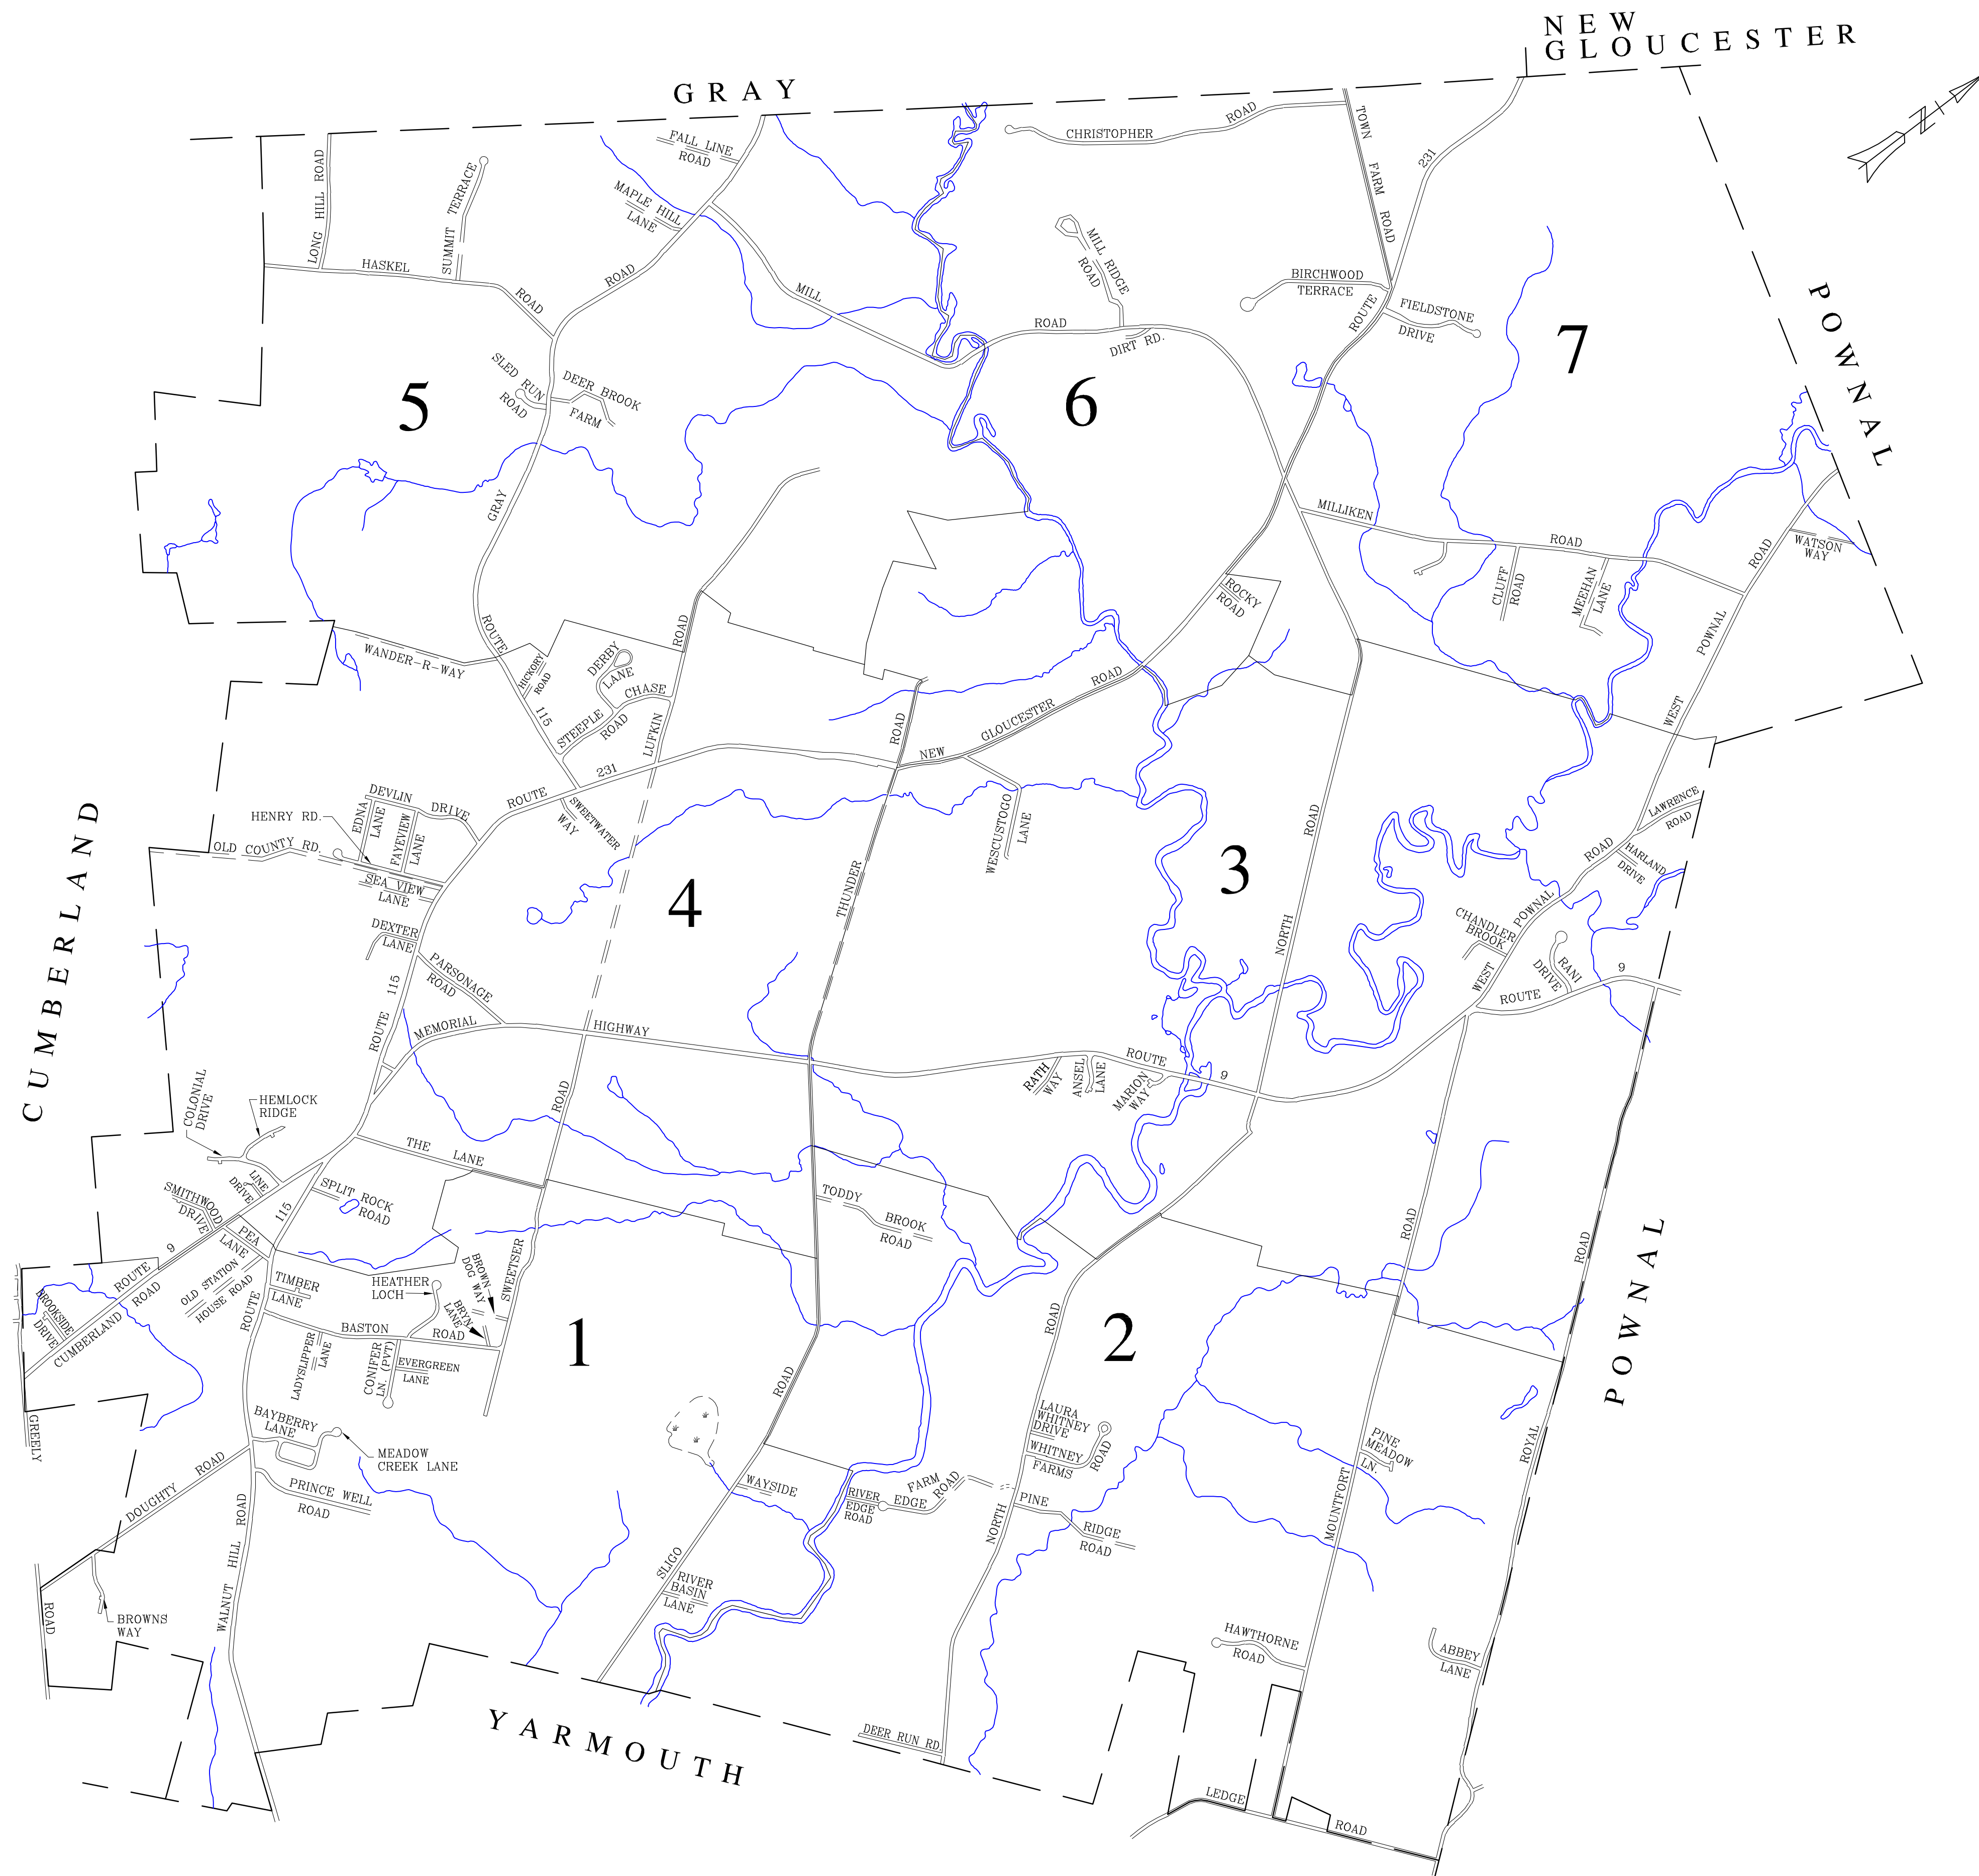 NEW
GLOUCESTER
GRAY
N
POWNAL
CUMBERLAND
YARMOUTH
POWNAL
LONG HILL ROAD
SUMMIT TERRACE
HASKEL
ROAD
FALL LINE
ROAD
MAPLE HILL
LANE
ROAD
MILL
ROAD
CHRISTOPHER
ROAD
TOWN
FARM
ROAD
231
MILL RIDGE
ROAD
DIRT RD.
BIRCHWOOD
TERRACE
ROUTE
FIELDSTONE
DRIVE
7
5
6
SLED RUN
ROAD
DEER BROOK
FARM
GRAY
ROUTE
WANDER-R-WAY
HICKORY
ROAD
115
DERBY
LANE
STEEPLE
CHASE
ROAD
LUFKIN
ROAD
MILLIKEN
ROAD
CLUFF
ROAD
MEEHAN
LANE
WATSON
WAY
ROAD
POWNAL
WEST
ROCKY
ROAD
ROAD
GLOUCESTER
NEW
ROAD
231
ROUTE
SWEETWATER
WAY
DEVLIN
DRIVE
EDNA
LANE
FAYEVIEW
LANE
HENRY RD.
OLD COUNTY RD.
SEA VIEW
LANE
DEXTER
LANE
PARSONAGE
ROAD
115
ROUTE
MEMORIAL
HIGHWAY
4
THUNDER
WESCUSTOGO
LANE
3
ROAD
NORTH
LAWRENCE
ROAD
HARLAND
DRIVE
ROAD
POWNAL
WEST
CHANDLER
BROOK
RANI
DRIVE
ROUTE
9
RATH
WAY
ANSEL
LANE
MARION
WAY
ROUTE
9
COLONIAL
DRIVE
HEMLOCK
RIDGE
LINE
DRIVE
SMITHWOOD
DRIVE
PEA
LANE
115
SPLIT ROCK
ROAD
THE LANE
ROAD
TODDY
BROOK
ROAD
OLD STATION
HOUSE ROAD
TIMBER
LANE
ROUTE
9
ROUTE
CUMBERLAND
ROAD
BROOKSIDE
DRIVE
HEATHER
LOCH
BROWN
DOG WAY
BRYN
LANE
SWEETSER
BASTON
ROAD
LADYSLIPPER
LANE
CONIFER
LN. (PVT)
EVERGREEN
LANE
1
2
ROAD
ROAD
ROAD
ROAD
GREELY
BAYBERRY
LANE
MEADOW
CREEK LANE
DOUGHTY
ROAD
PRINCE WELL
ROAD
WALNUT HILL ROAD
BROWNS
WAY
ROAD
WAYSIDE
SLIGO
RIVER
BASIN
LANE
RIVER
EDGE
ROAD
EDGE
FARM
ROAD
LAURA
WHITNEY
DRIVE
WHITNEY
FARMS
ROAD
NORTH
PINE
RIDGE
ROAD
PINE
MEADOW
LN.
MOUNTFORT
ROYAL
HAWTHORNE
ROAD
ABBEY
LANE
DEER RUN RD.
LEDGE
ROAD